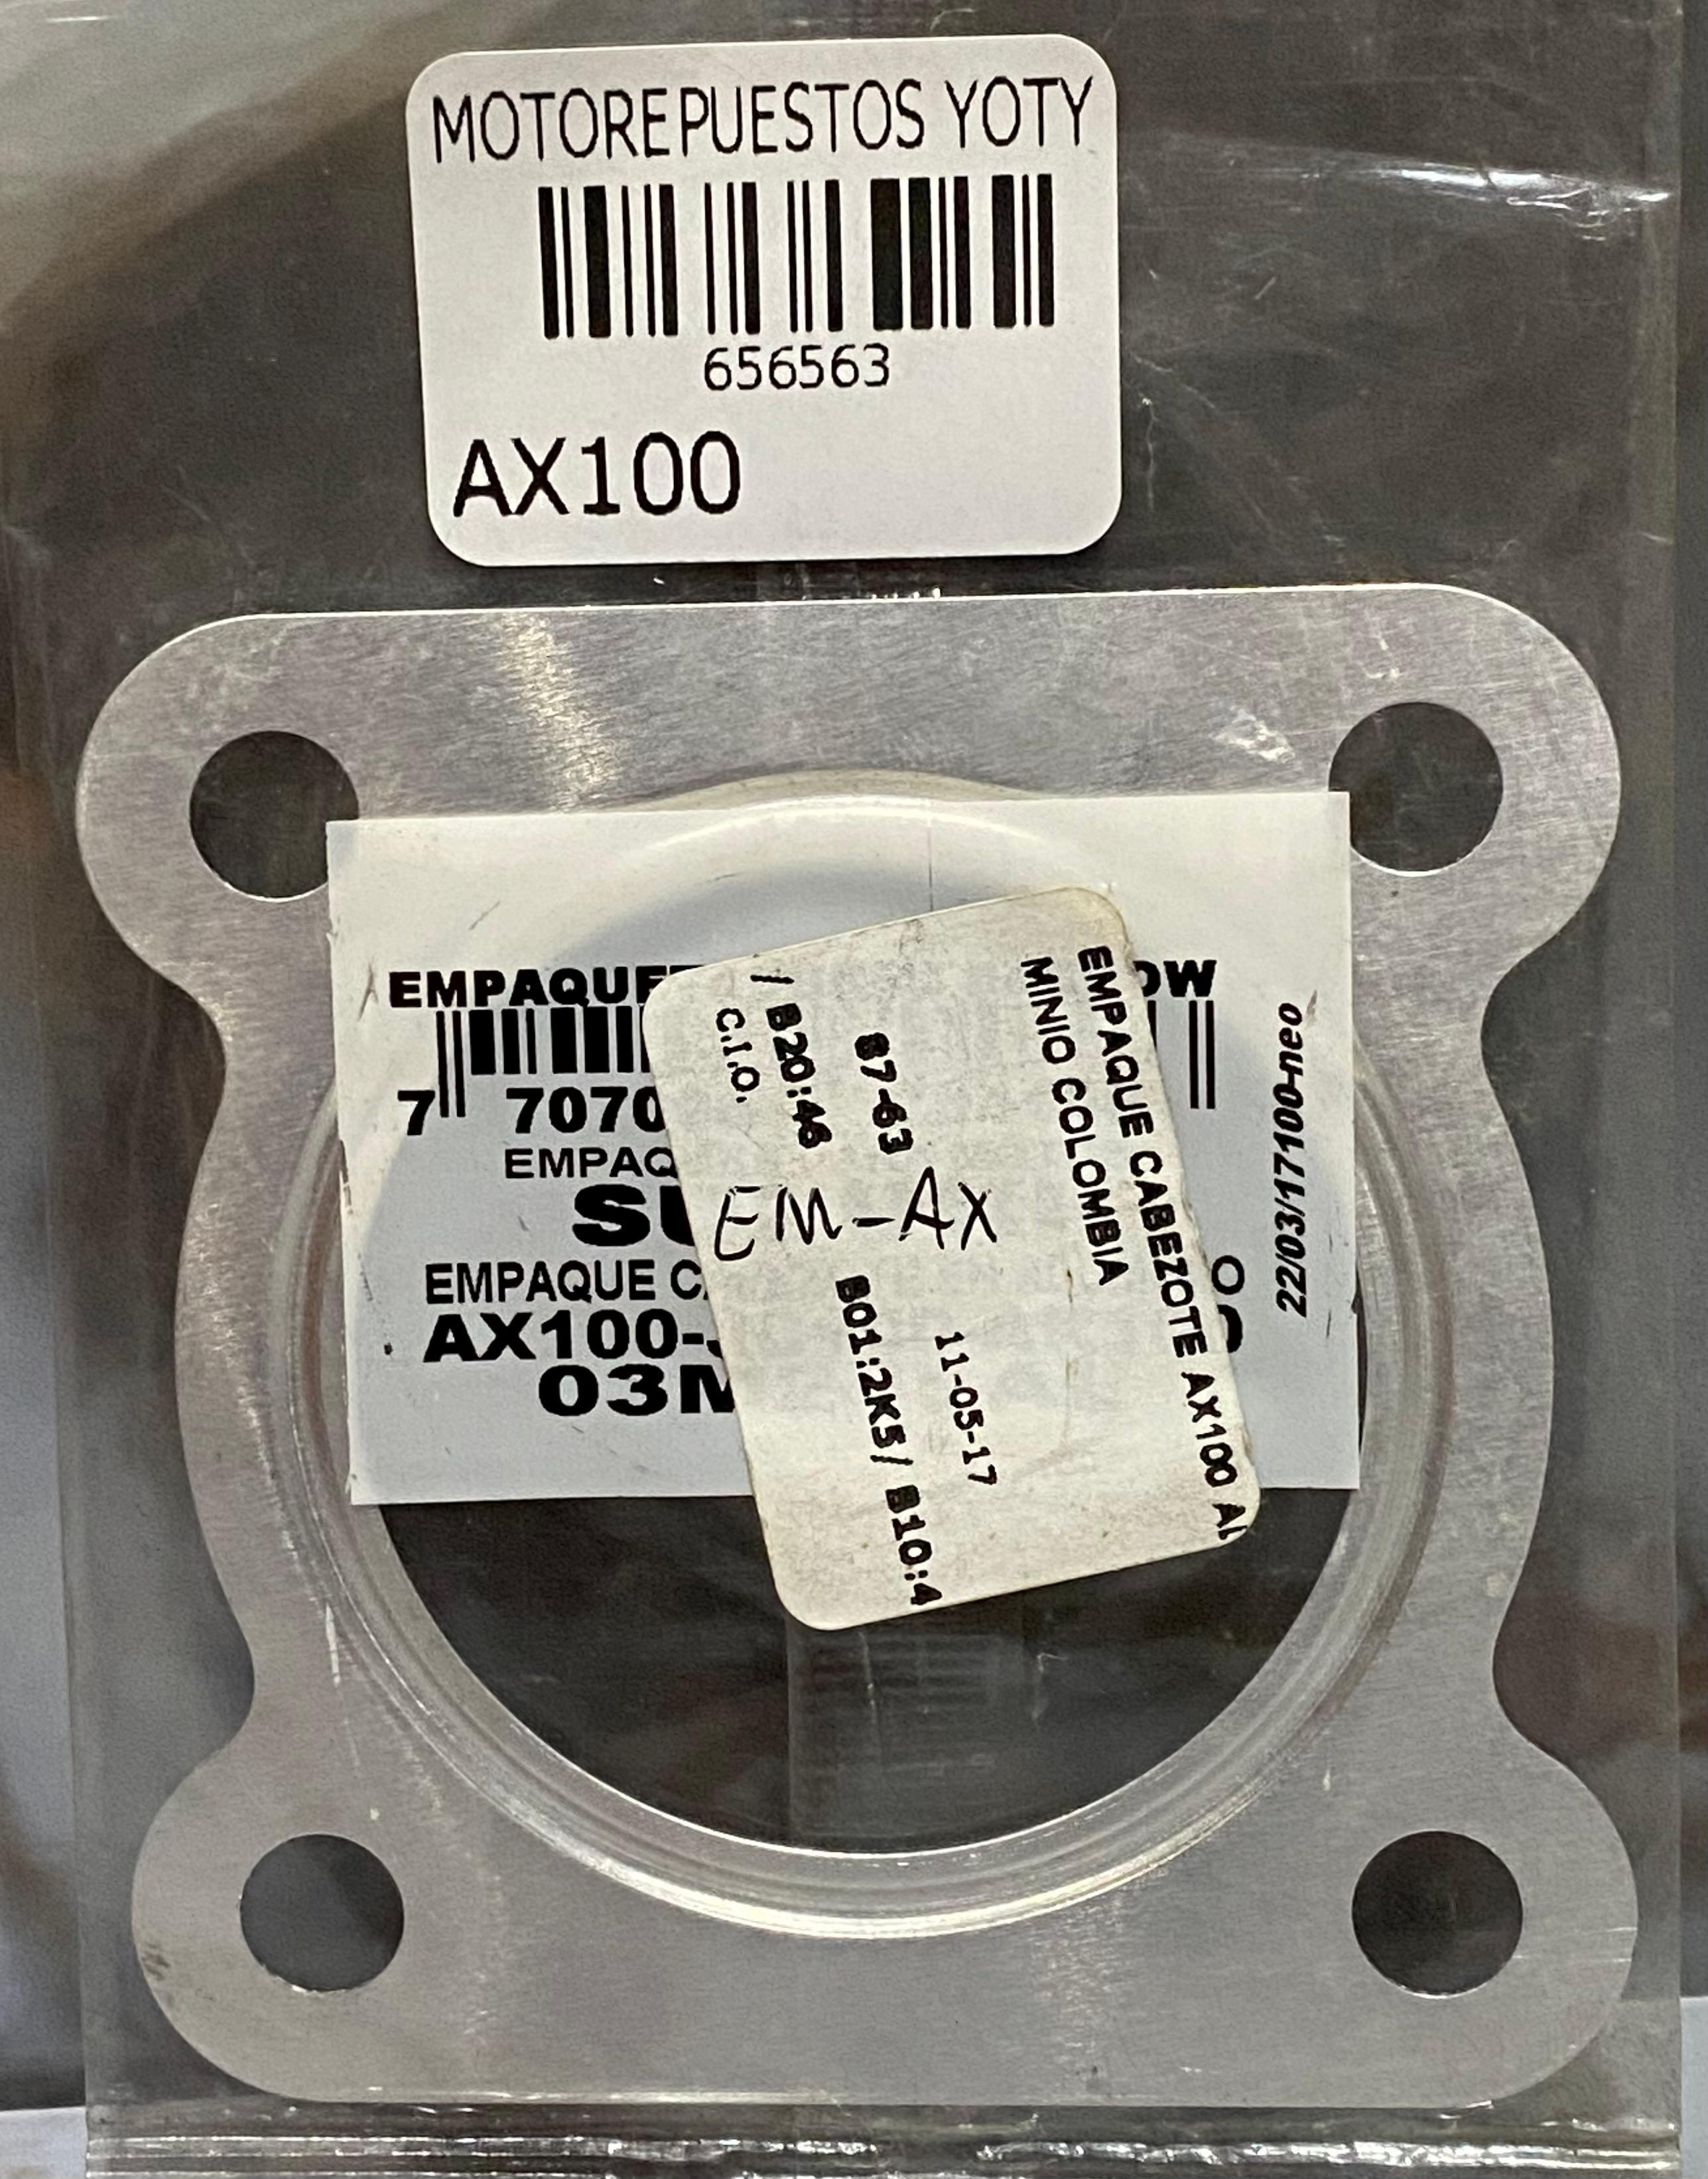 MOTOREPUESTOS YOTY
656563
AX100
EMPAQUE
OW
7 7070
EMPAQ
SU
EMPAQUE C
O
AX100-
03M
22/03/17100-neo
EMPAQUE CABEZOTE AX100 AL
MINIO COLOMBIA
11-05-17
87-63
B01:2K5/ B10:4
/ B20:46
C.I.O.
EM-AX